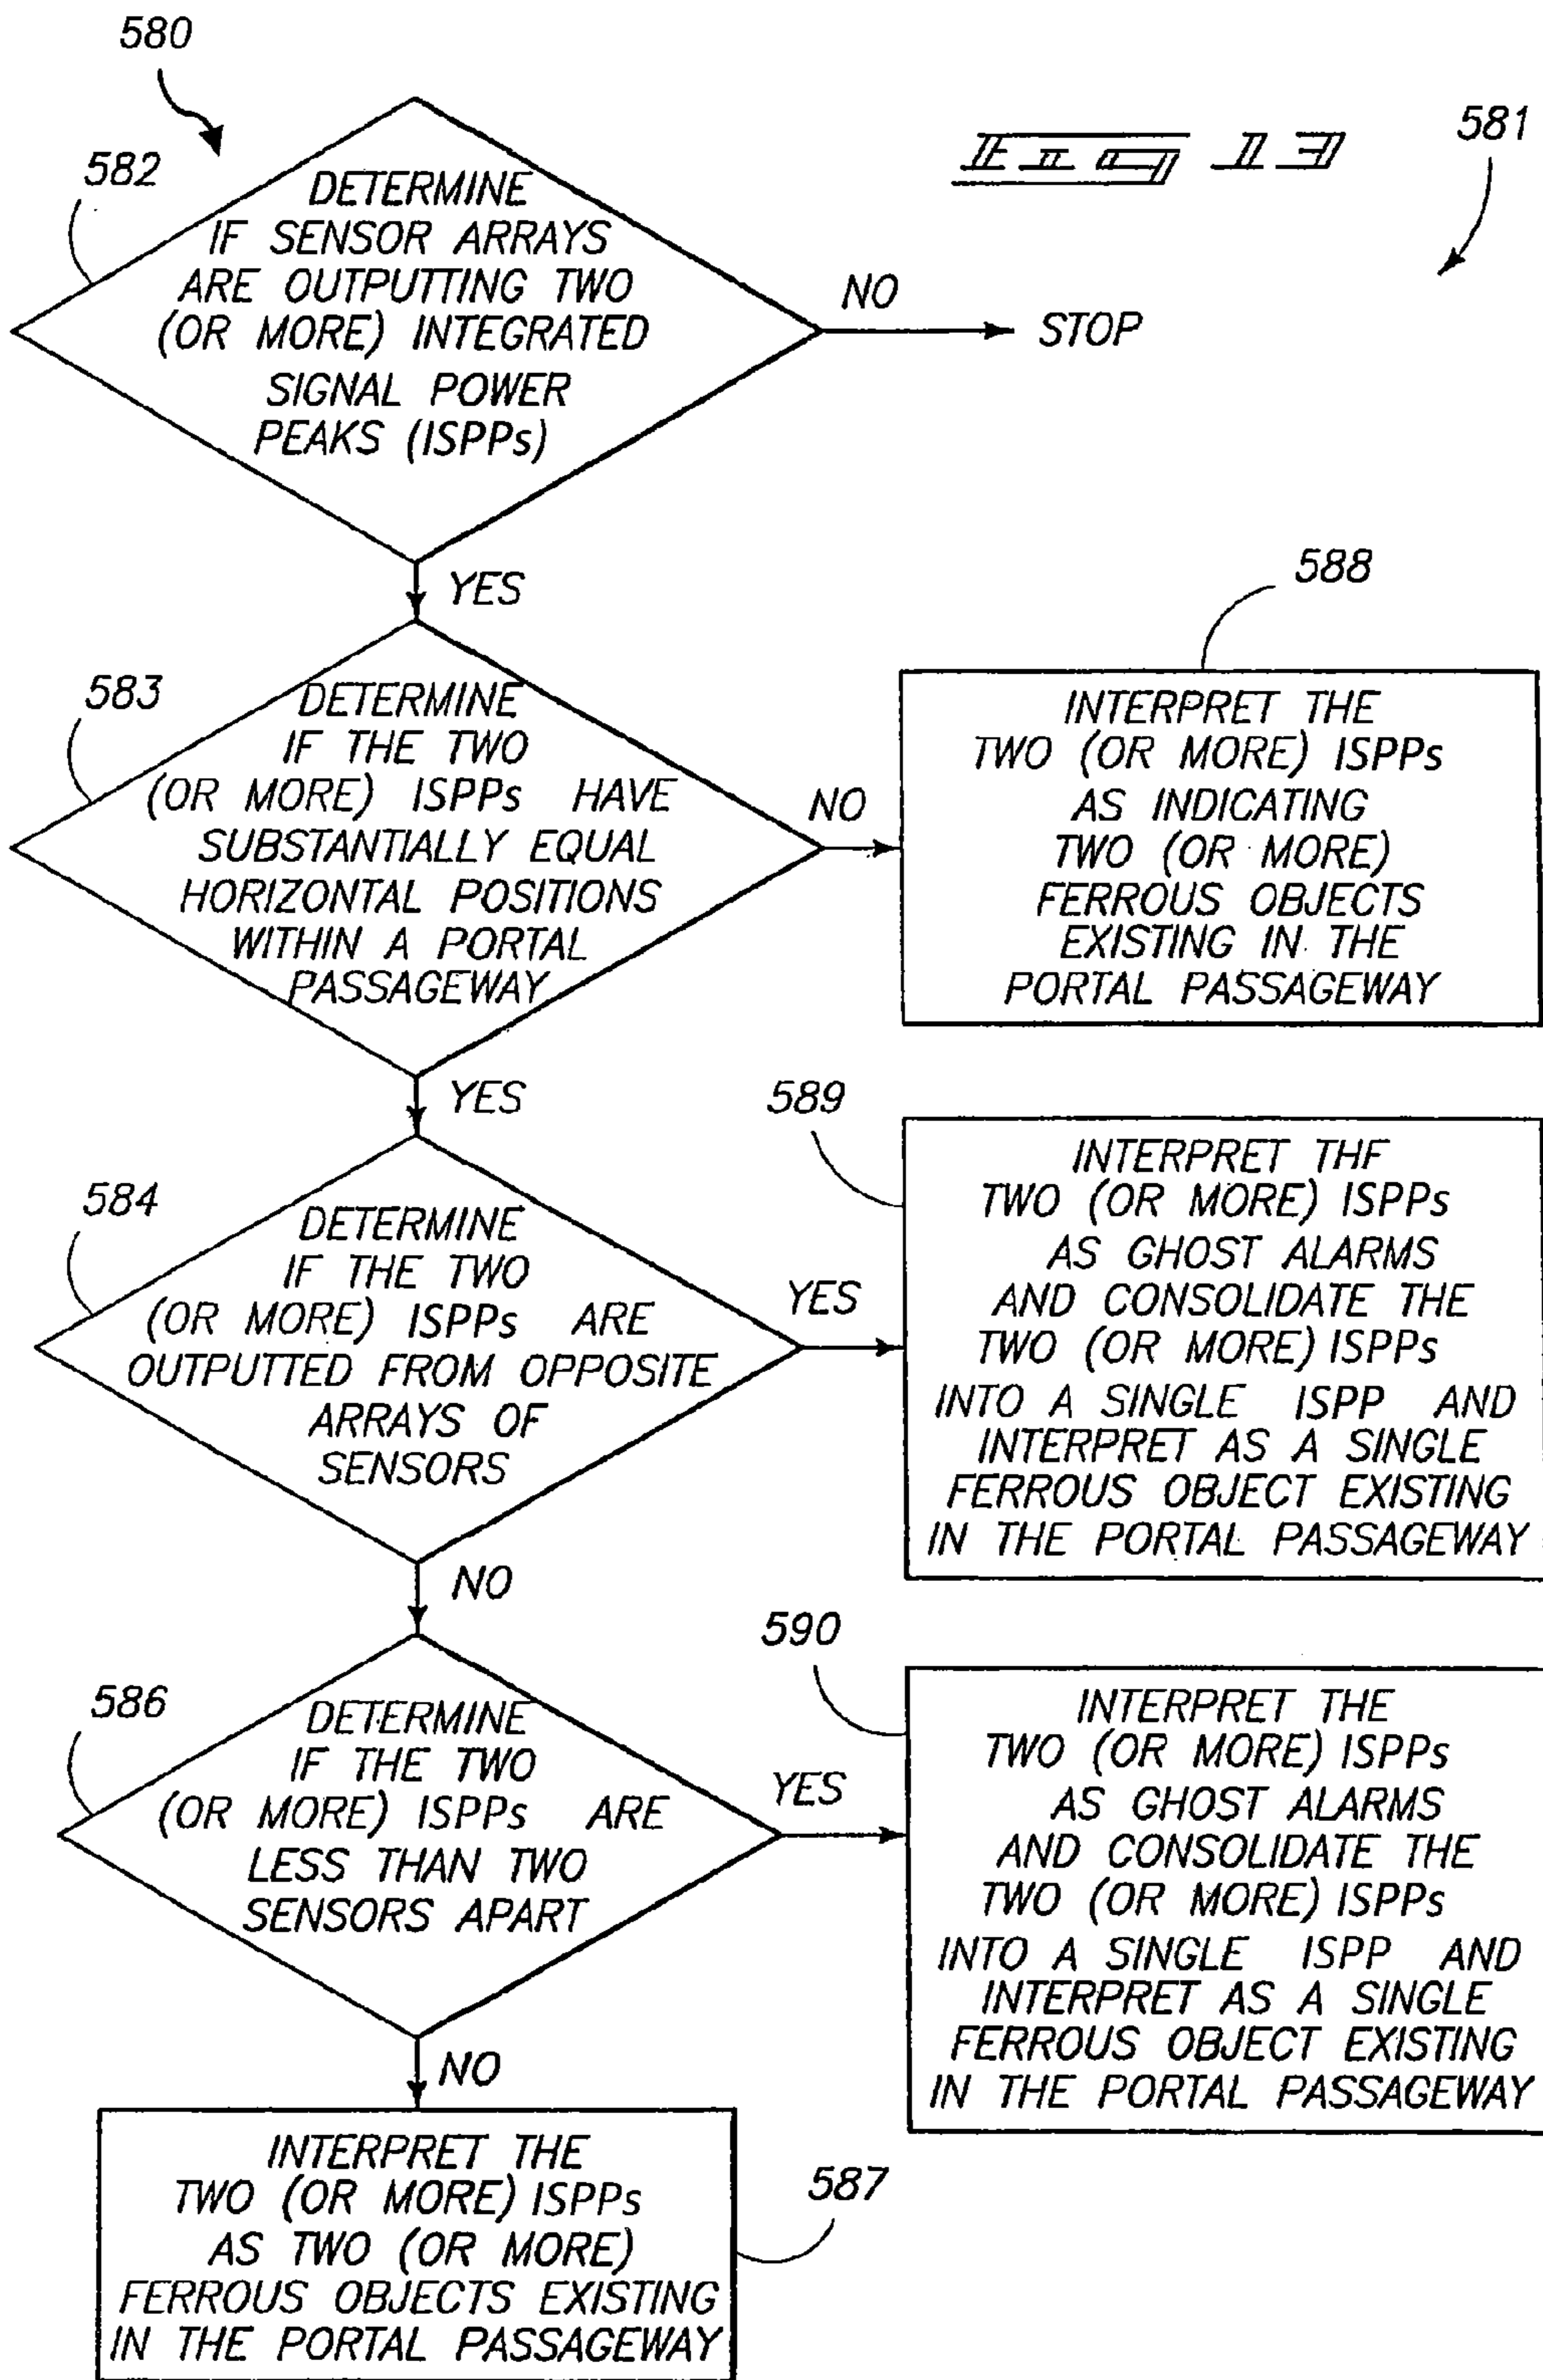 580
582
DETERMINE
IF SENSOR ARRAYS
ARE OUTPUTTING TWO
(OR MORE) INTEGRATED
SIGNAL POWER
PEAKS (ISPPs)
NO
STOP
Fig 13
581
YES
583
DETERMINE
IF THE TWO
(OR MORE) ISPPs HAVE
SUBSTANTIALLY EQUAL
HORIZONTAL POSITIONS
WITHIN A PORTAL
PASSAGEWAY
NO
588
INTERPRET THE
TWO (OR MORE) ISPPs
AS INDICATING
TWO (OR MORE)
FERROUS OBJECTS
EXISTING IN THE
PORTAL PASSAGEWAY
YES
584
DETERMINE
IF THE TWO
(OR MORE) ISPPs ARE
OUTPUTTED FROM OPPOSITE
ARRAYS OF
SENSORS
YES
589
INTERPRET THF
TWO (OR MORE) ISPPs
AS GHOST ALARMS
AND CONSOLIDATE THE
TWO (OR MORE) ISPPs
INTO A SINGLE ISPP AND
INTERPRET AS A SINGLE
FERROUS OBJECT EXISTING
IN THE PORTAL PASSAGEWAY
NO
586
DETERMINE
IF THE TWO
(OR MORE) ISPPs ARE
LESS THAN TWO
SENSORS APART
YES
590
INTERPRET THE
TWO (OR MORE) ISPPs
AS GHOST ALARMS
AND CONSOLIDATE THE
TWO (OR MORE) ISPPs
INTO A SINGLE ISPP AND
INTERPRET AS A SINGLE
FERROUS OBJECT EXISTING
IN THE PORTAL PASSAGEWAY
NO
INTERPRET THE
TWO (OR MORE) ISPPs
AS TWO (OR MORE)
FERROUS OBJECTS EXISTING
IN THE PORTAL PASSAGEWAY
587